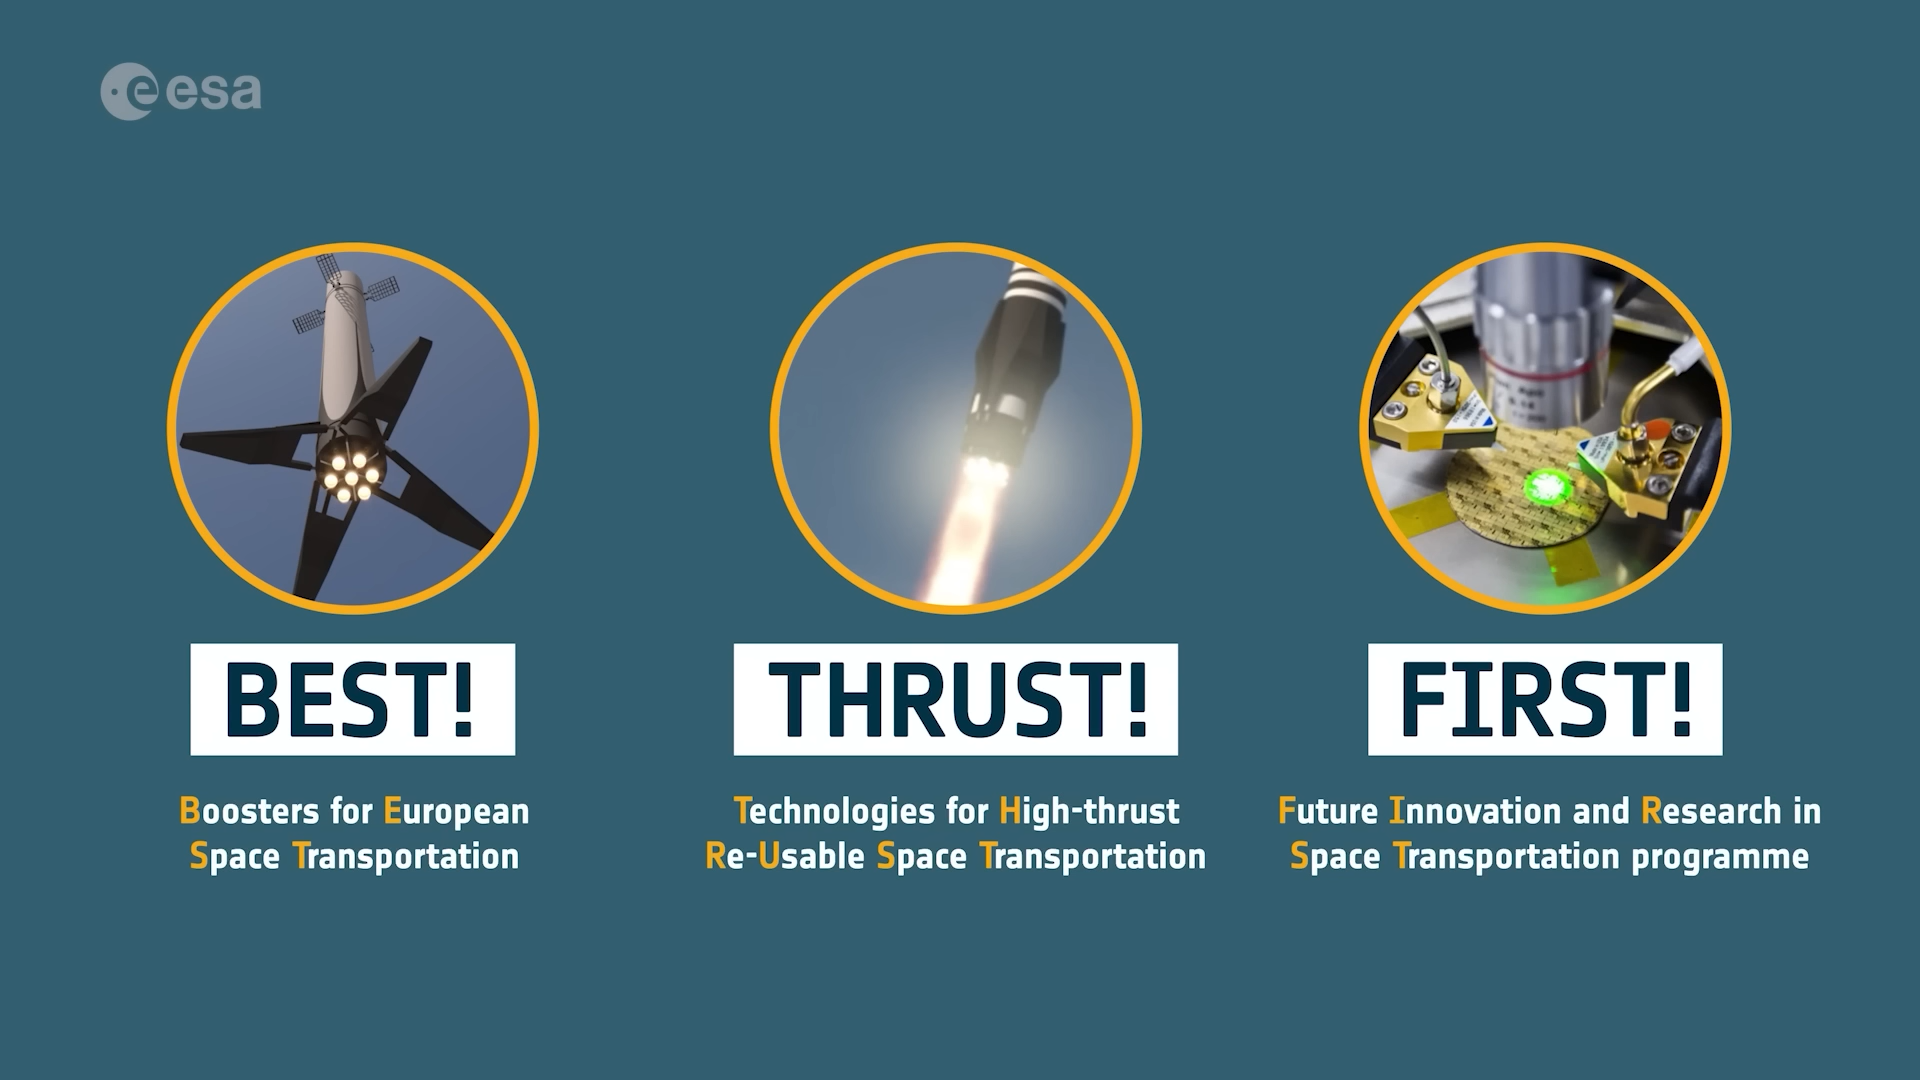 esa
BEST!
Boosters for European
Space Transportation
THRUST!
Technologies for High-thrust
Re-Usable Space Transportation
FIRST!
Future Innovation and Research in
Space Transportation programme